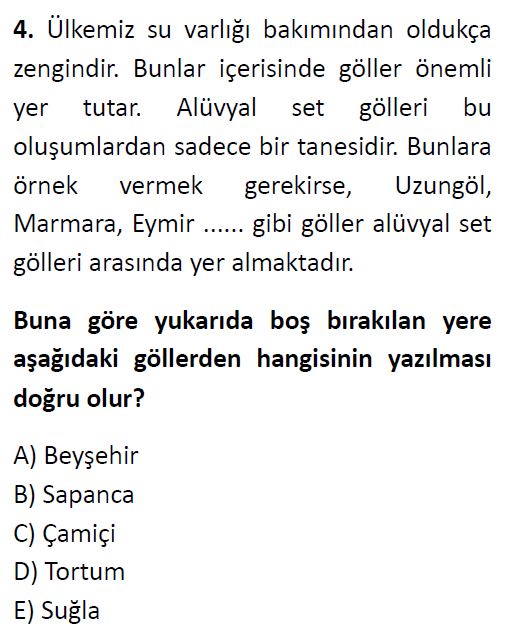 4. Ülkemiz su varlığı bakımından oldukça
zengindir. Bunlar içerisinde göller önemli
yer tutar. Alüvyal set gölleri bu
oluşumlardan sadece bir tanesidir. Bunlara
örnek vermek gerekirse, Uzungöl,
Marmara, Eymir ...... gibi göller alüvyal set
gölleri arasında yer almaktadır.
Buna göre yukarıda boş bırakılan yere
aşağıdaki göllerden hangisinin yazılması
doğru olur?
A) Beyşehir
B) Sapanca
C) Çamiçi
D) Tortum
E) Suğla